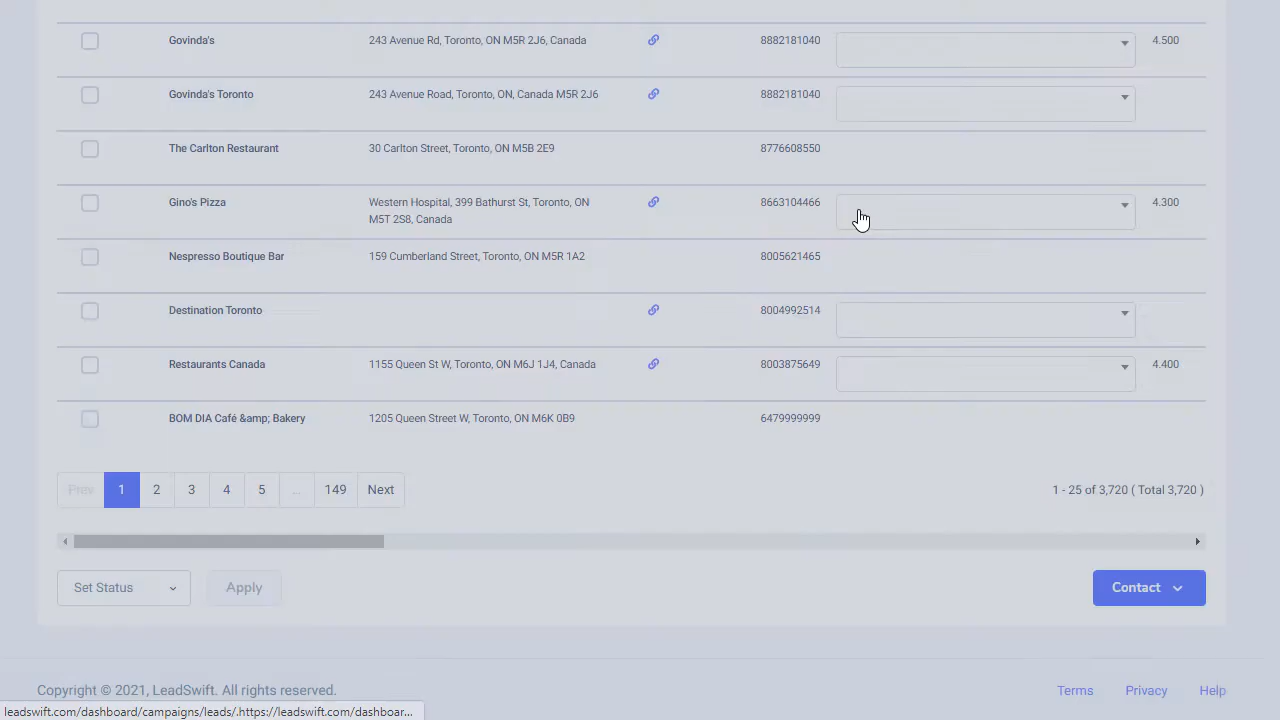 Govinda's 243 Avenue Rd, Toronto, ON M5R 2J6, Canada 8882181040 4.500
Govinda's Toronto 243 Avenue Road, Toronto, ON, Canada M5R 2J6 8882181040
The Carlton Restaurant 30 Carlton Street, Toronto, ON M5B 2E9 8776608550
Gino's Pizza Western Hospital, 399 Bathurst St, Toronto, ON 8663104466 4.300
M5T 2S8, Canada
Nespresso Boutique Bar 159 Cumberland Street, Toronto, ON M5R 1A2 8005621465
Destination Toronto 8004992514
Restaurants Canada 1155 Queen St W, Toronto, ON M6J 1J4, Canada 8003875649 4.400
BOM DIA Café &amp; Bakery 1205 Queen Street W, Toronto, ON M6K 0B9 6479999999
Prev 1 2 3 4 5 ... 149 Next 1 - 25 of 3,720 ( Total 3,720 )
Set Status Apply Contact
Copyright © 2021, LeadSwift. All rights reserved. Terms Privacy Help
leadswift.com/dashboard/campaigns/leads/.https://leadswift.com/dashboar...